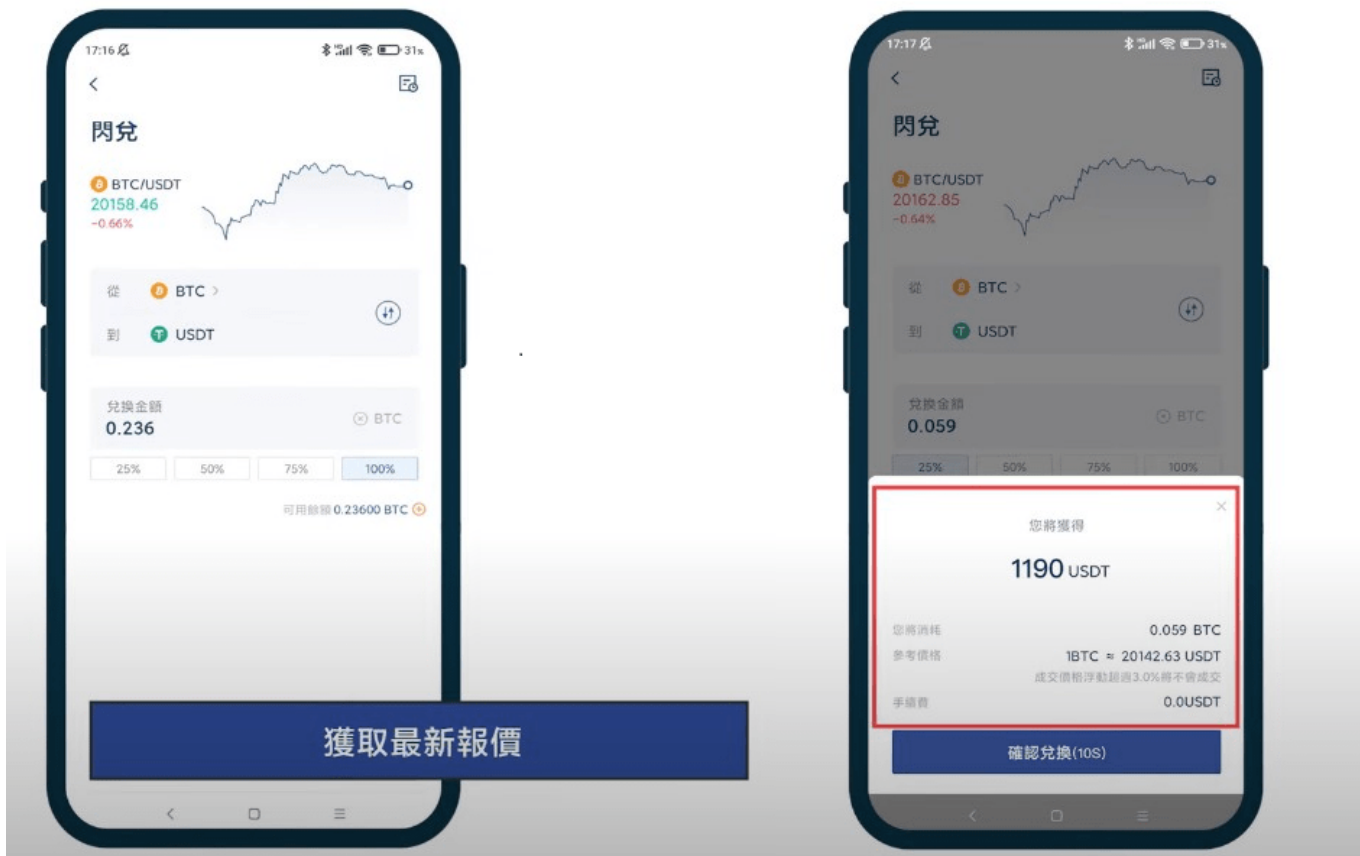 17:16
31%
閃兌
BTC/USDT
20158.46
-0.66%
從 BTC >
到 USDT
兌換金額
0.236
BTC
25% 50% 75% 100%
可用餘額 0.23600 BTC
獲取最新報價
17:17
31%
閃兌
BTC/USDT
20162.85
-0.64%
從 BTC >
到 USDT
兌換金額
0.059
BTC
25% 50% 75% 100%
您將獲得
1190 USDT
您將消耗 0.059 BTC
參考價格 1BTC ≈ 20142.63 USDT
成交價格浮動超過3.0%將不會成交
手續費 0.0USDT
確認兌換(10S)